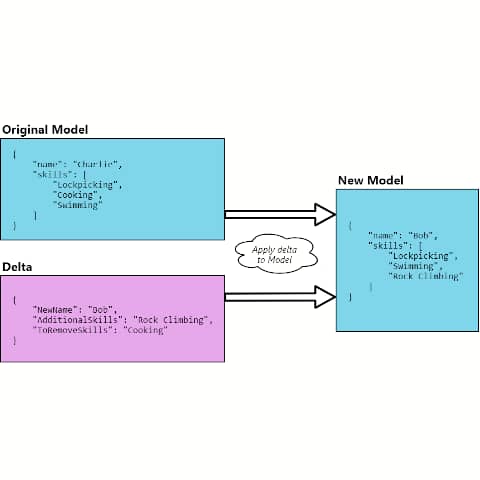 Original Model
{
"name": "Charlie",
"skills": [
"Lockpicking",
"Cooking",
"Swimming"
]
}
New Model
{
"name": "Bob",
"skills": [
"Lockpicking",
"Swimming",
"Rock Climbing"
]
}
Apply delta
to Model
Delta
{
"NewName": "Bob",
"AdditionalSkills": "Rock Climbing",
"ToRemoveSkills": "Cooking"
}